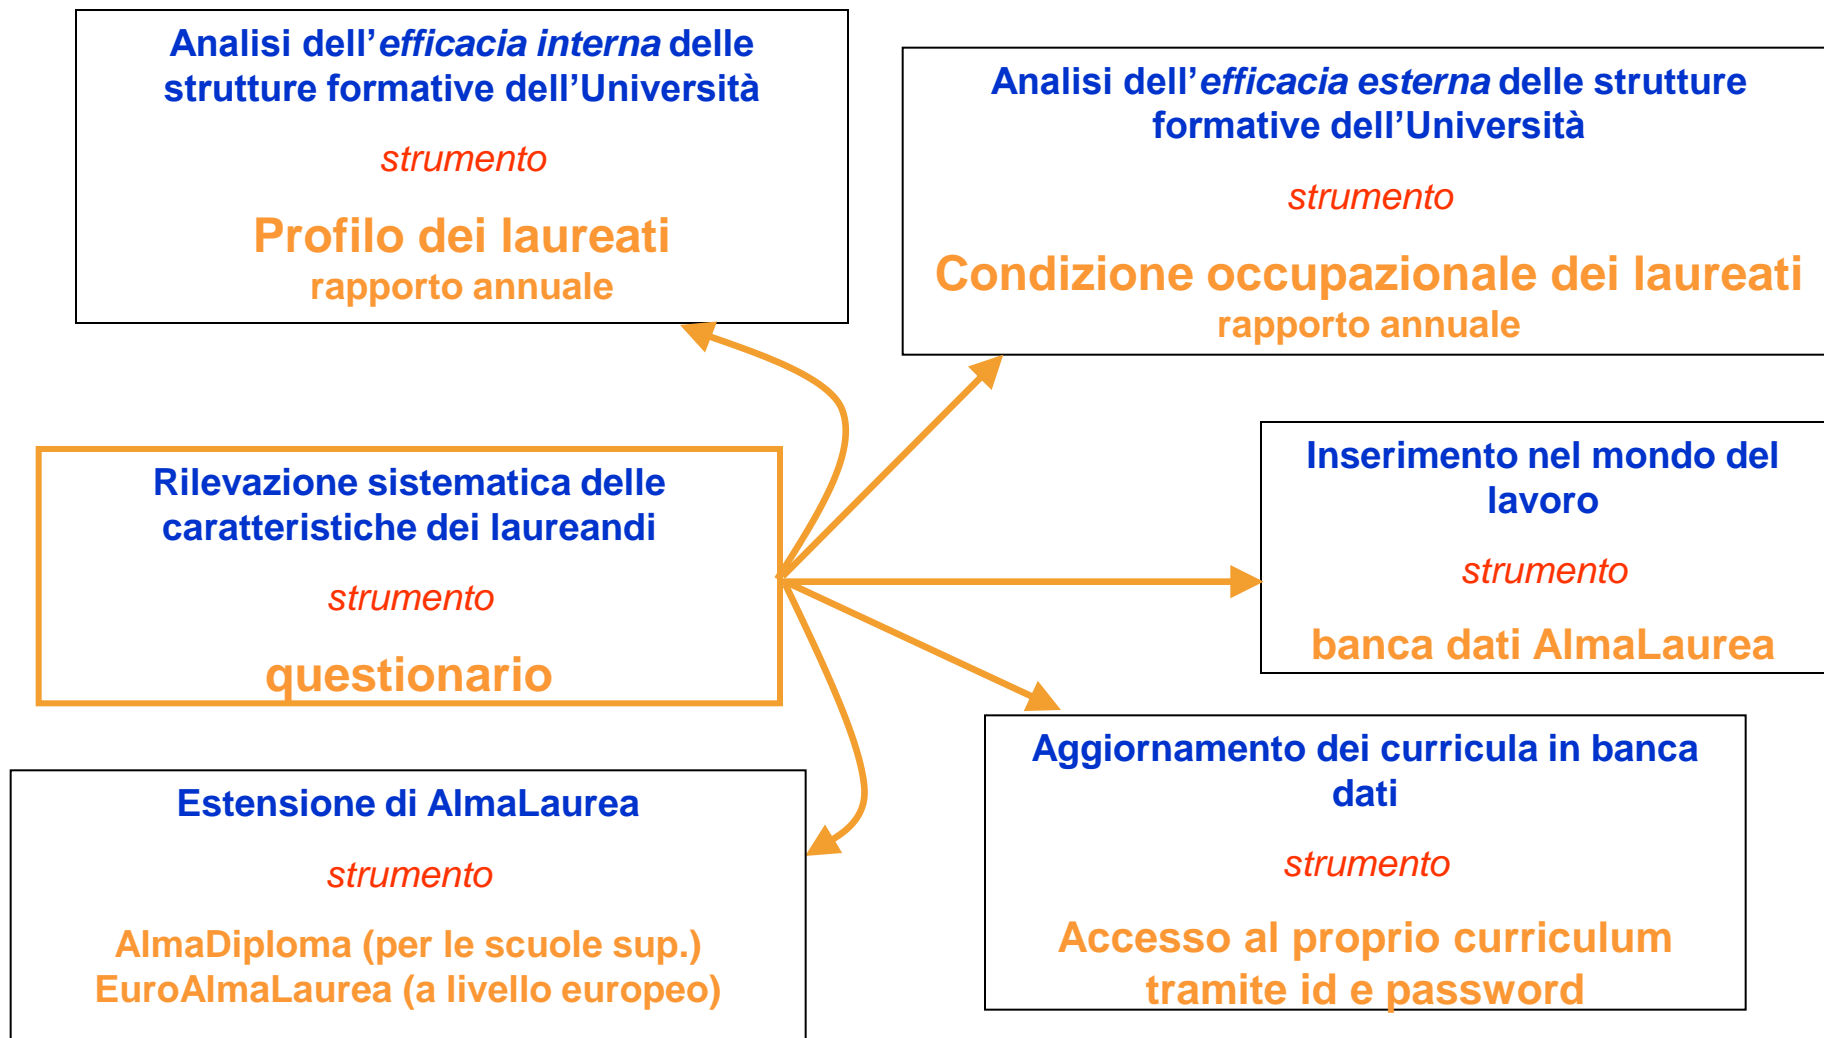 Analisi dell’efficacia interna delle
strutture formative dell’Università
strumento
Profilo dei laureati
rapporto annuale
Analisi dell’efficacia esterna delle strutture
formative dell’Università
strumento
Condizione occupazionale dei laureati
rapporto annuale
Rilevazione sistematica delle
caratteristiche dei laureandi
strumento
questionario
Inserimento nel mondo del
lavoro
strumento
banca dati AlmaLaurea
Estensione di AlmaLaurea
strumento
AlmaDiploma (per le scuole sup.)
EuroAlmaLaurea (a livello europeo)
Aggiornamento dei curricula in banca
dati
strumento
Accesso al proprio curriculum
tramite id e password